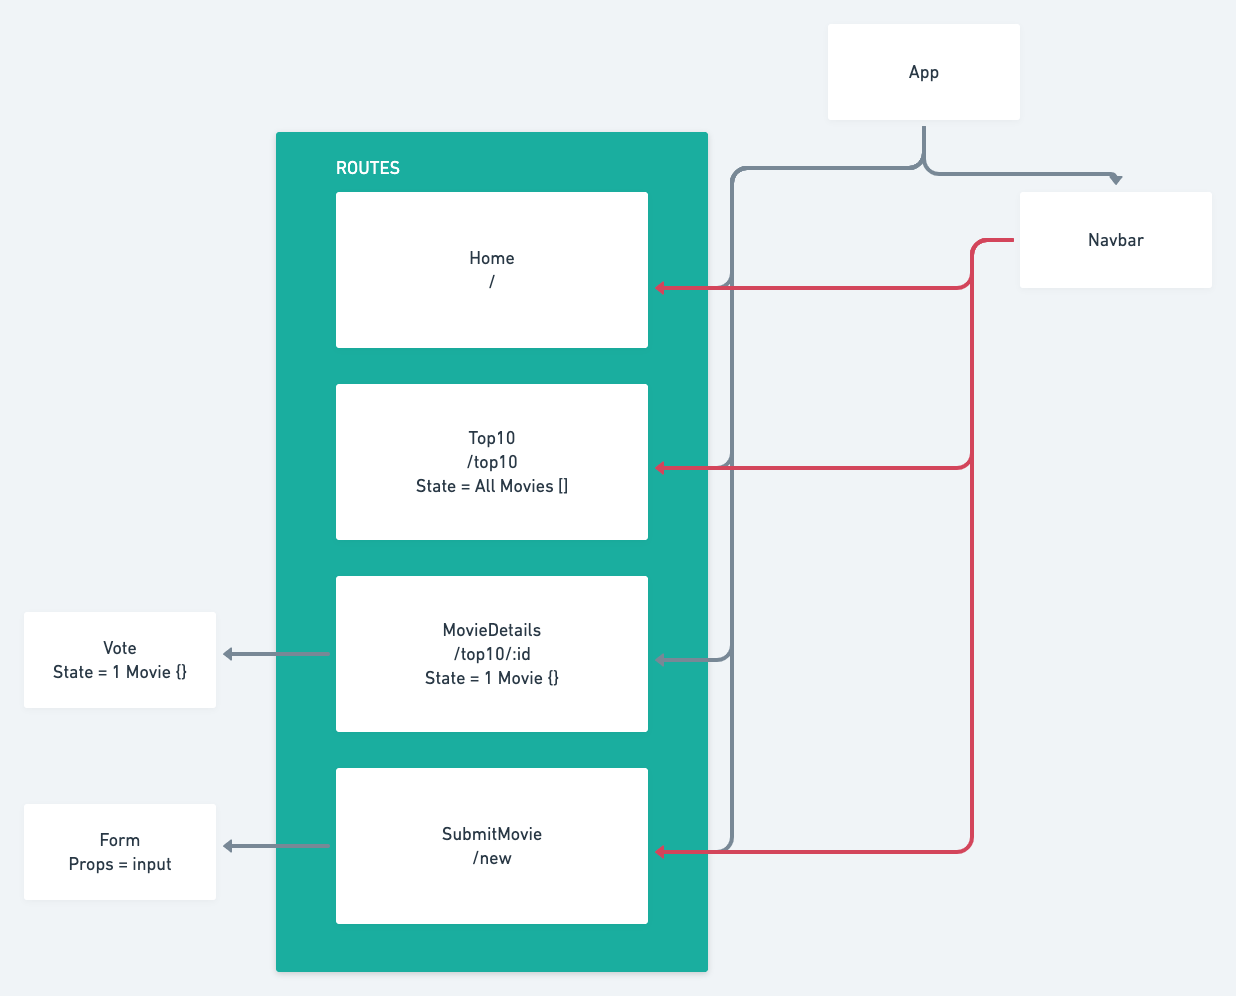 App
ROUTES
Navbar
Home
/
Top10
/top10
State = All Movies []
MovieDetails
/top10/:id
State = 1 Movie {}
Vote
State = 1 Movie {}
SubmitMovie
/new
Form
Props = input